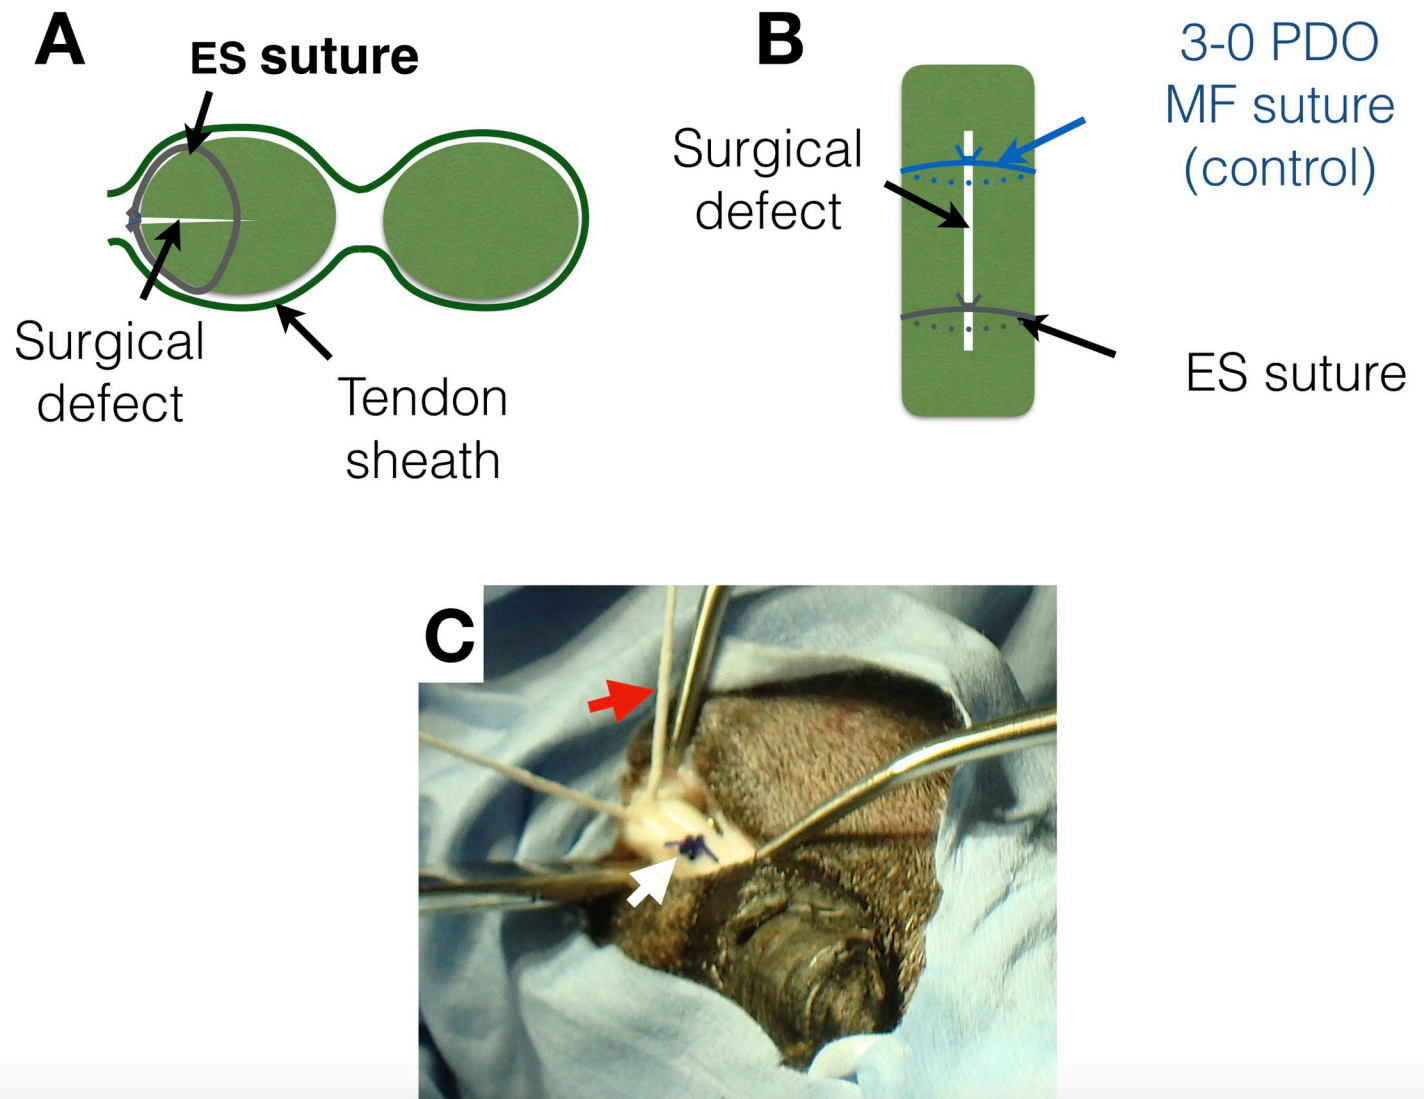 A
ES suture
Surgical
defect
Tendon
sheath
B
3-0 PDO
MF suture
(control)
Surgical
defect
ES suture
C